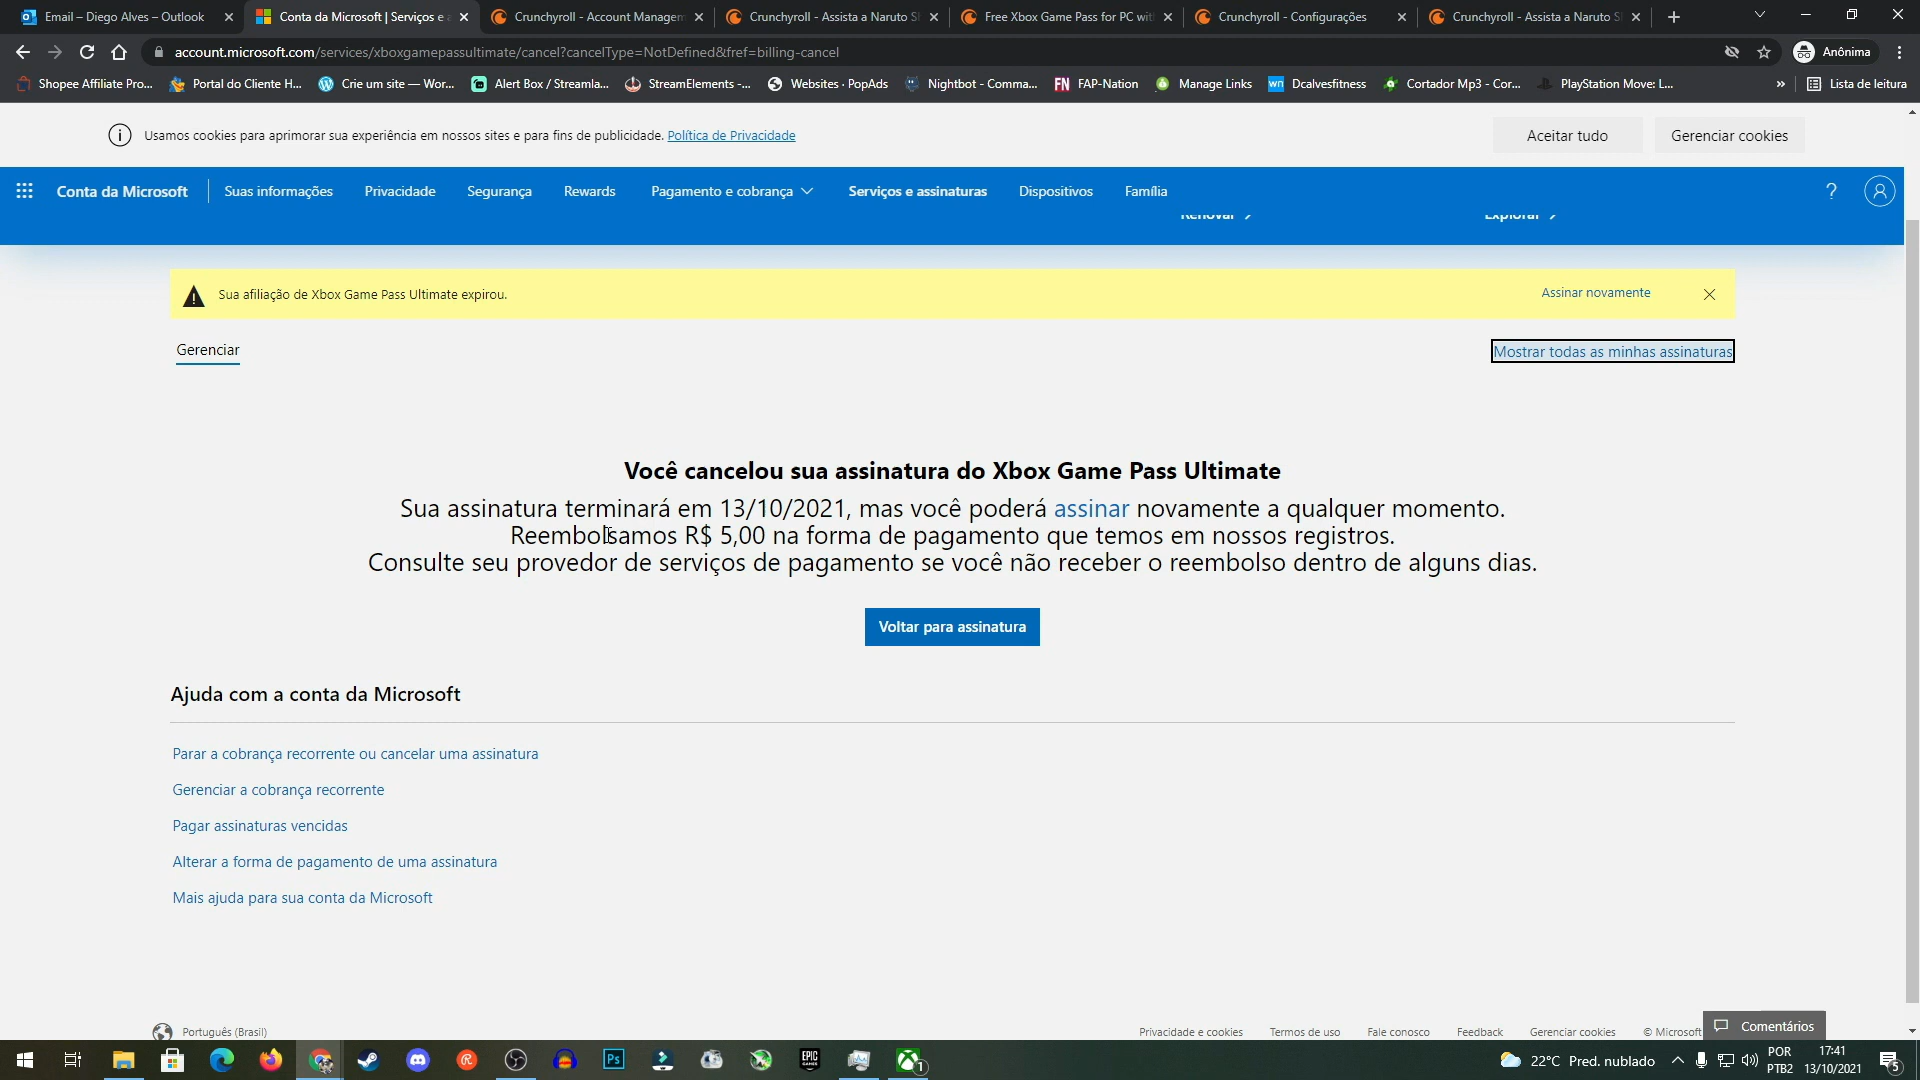 Email – Diego Alves – Outlook
Conta da Microsoft | Serviços e a
Crunchyroll - Account Managem
Crunchyroll - Assista a Naruto S
Free Xbox Game Pass for PC wit
Crunchyroll - Configurações
Crunchyroll - Assista a Naruto S
account.microsoft.com/services/xboxgamepassultimate/cancel?cancelType=NotDefined&fref=billing-cancel
Anônima
Shopee Affiliate Pro...
Portal do Cliente H...
Crie um site — Wor...
Alert Box / Streamla...
StreamElements -...
Websites · PopAds
Nightbot - Comma...
FN FAP-Nation
Manage Links
wn Dcalvesfitness
Cortador Mp3 - Cor...
PlayStation Move: L...
»
Lista de leitura
Usamos cookies para aprimorar sua experiência em nossos sites e para fins de publicidade. Política de Privacidade
Aceitar tudo
Gerenciar cookies
Conta da Microsoft
Suas informações
Privacidade
Segurança
Rewards
Pagamento e cobrança
Serviços e assinaturas
Dispositivos
Família
?
Renovar
Explorar
Sua afiliação de Xbox Game Pass Ultimate expirou.
Assinar novamente
Gerenciar
Mostrar todas as minhas assinaturas
Você cancelou sua assinatura do Xbox Game Pass Ultimate
Sua assinatura terminará em 13/10/2021, mas você poderá assinar novamente a qualquer momento.
Reembolsamos R$ 5,00 na forma de pagamento que temos em nossos registros.
Consulte seu provedor de serviços de pagamento se você não receber o reembolso dentro de alguns dias.
Voltar para assinatura
Ajuda com a conta da Microsoft
Parar a cobrança recorrente ou cancelar uma assinatura
Gerenciar a cobrança recorrente
Pagar assinaturas vencidas
Alterar a forma de pagamento de uma assinatura
Mais ajuda para sua conta da Microsoft
Português (Brasil)
Privacidade e cookies
Termos de uso
Fale conosco
Feedback
Gerenciar cookies
© Microsoft
Comentários
Ps
EPIC GAMES
1
22°C Pred. nublado
POR
PTB2
17:41
13/10/2021
5